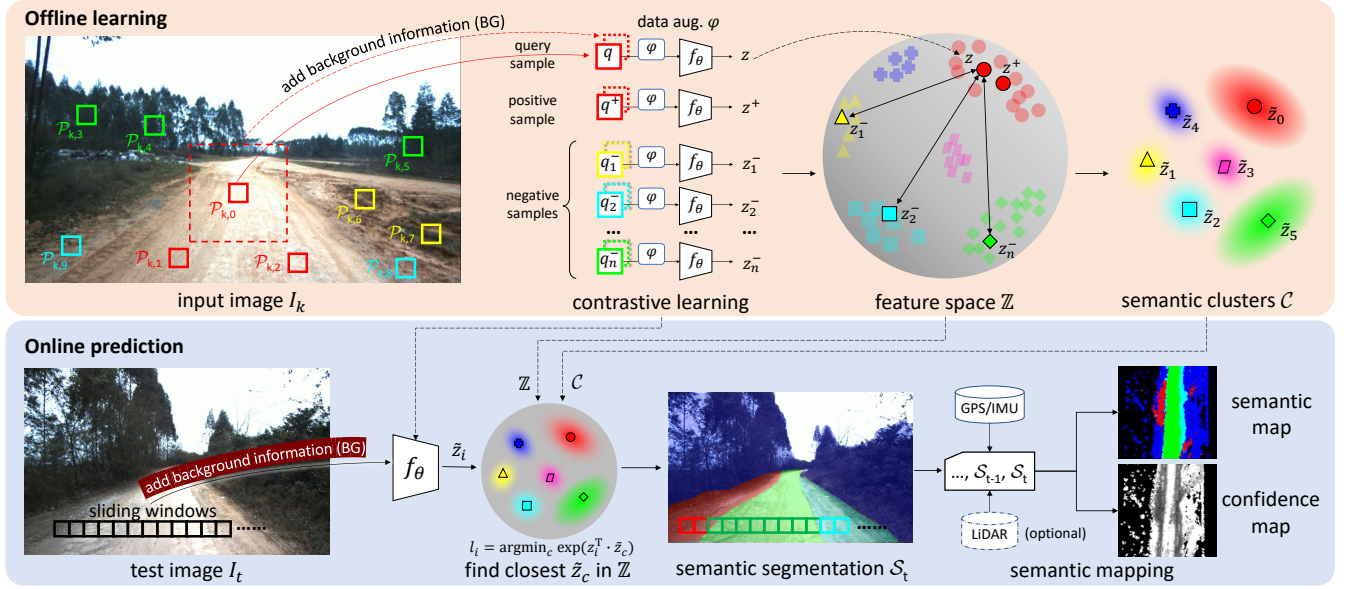 Offline learning
add background information (BG)
P_k,3
P_k,4
P_k,5
P_k,0
P_k,6
P_k,7
P_k,9
P_k,1
P_k,2
P_k,8
input image I_k
data aug. φ
query sample
q
φ
f_θ
z
positive sample
q⁺
φ
f_θ
z⁺
negative samples
q₁⁻
φ
f_θ
z₁⁻
q₂⁻
φ
f_θ
z₂⁻
... ... ...
qₙ⁻
φ
f_θ
zₙ⁻
contrastive learning
z
z⁺
z₁⁻
z₂⁻
zₙ⁻
feature space ℤ
z̃₄
z̃₀
z̃₁
z̃₃
z̃₂
z̃₅
semantic clusters 𝒞
Online prediction
add background information (BG)
sliding windows
......
test image I_t
f_θ
z̃_i
ℤ
𝒞
l_i = argmin_c exp(z_i^T · z̃_c)
find closest z̃_c in ℤ
......
semantic segmentation S_t
GPS/IMU
..., S_t-1, S_t
LiDAR
(optional)
semantic mapping
semantic map
confidence map